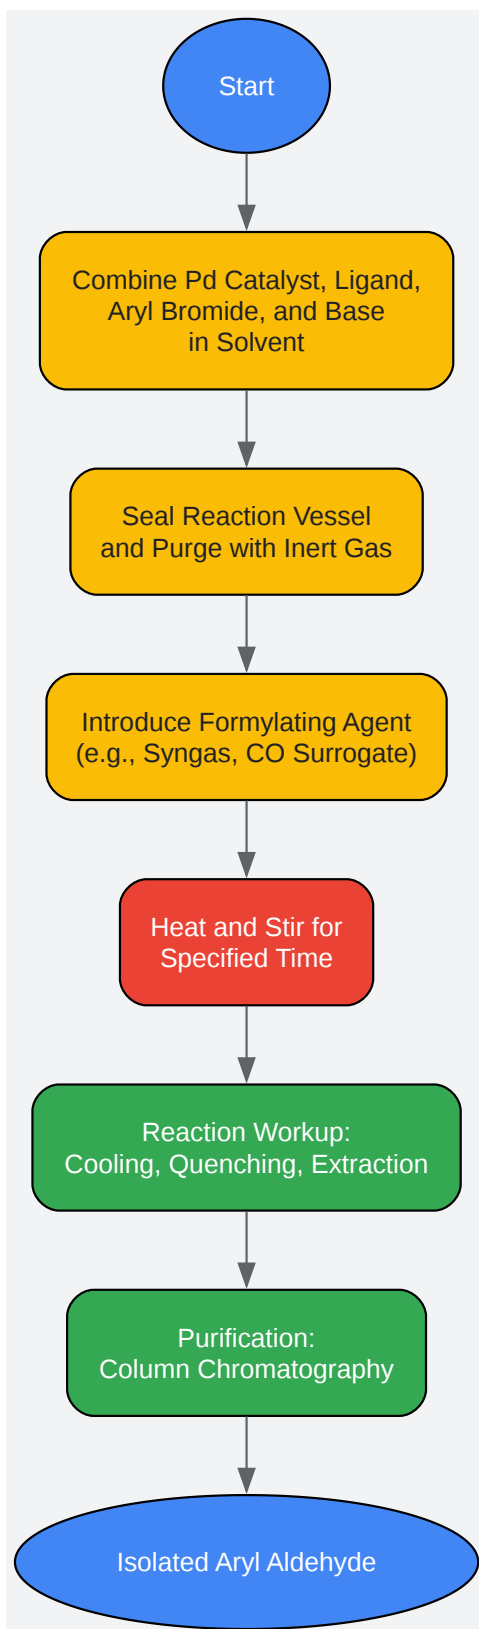 Start
Combine Pd Catalyst, Ligand,
Aryl Bromide, and Base
in Solvent
Seal Reaction Vessel
and Purge with Inert Gas
Introduce Formylating Agent
(e.g., Syngas, CO Surrogate)
Heat and Stir for
Specified Time
Reaction Workup:
Cooling, Quenching, Extraction
Purification:
Column Chromatography
Isolated Aryl Aldehyde